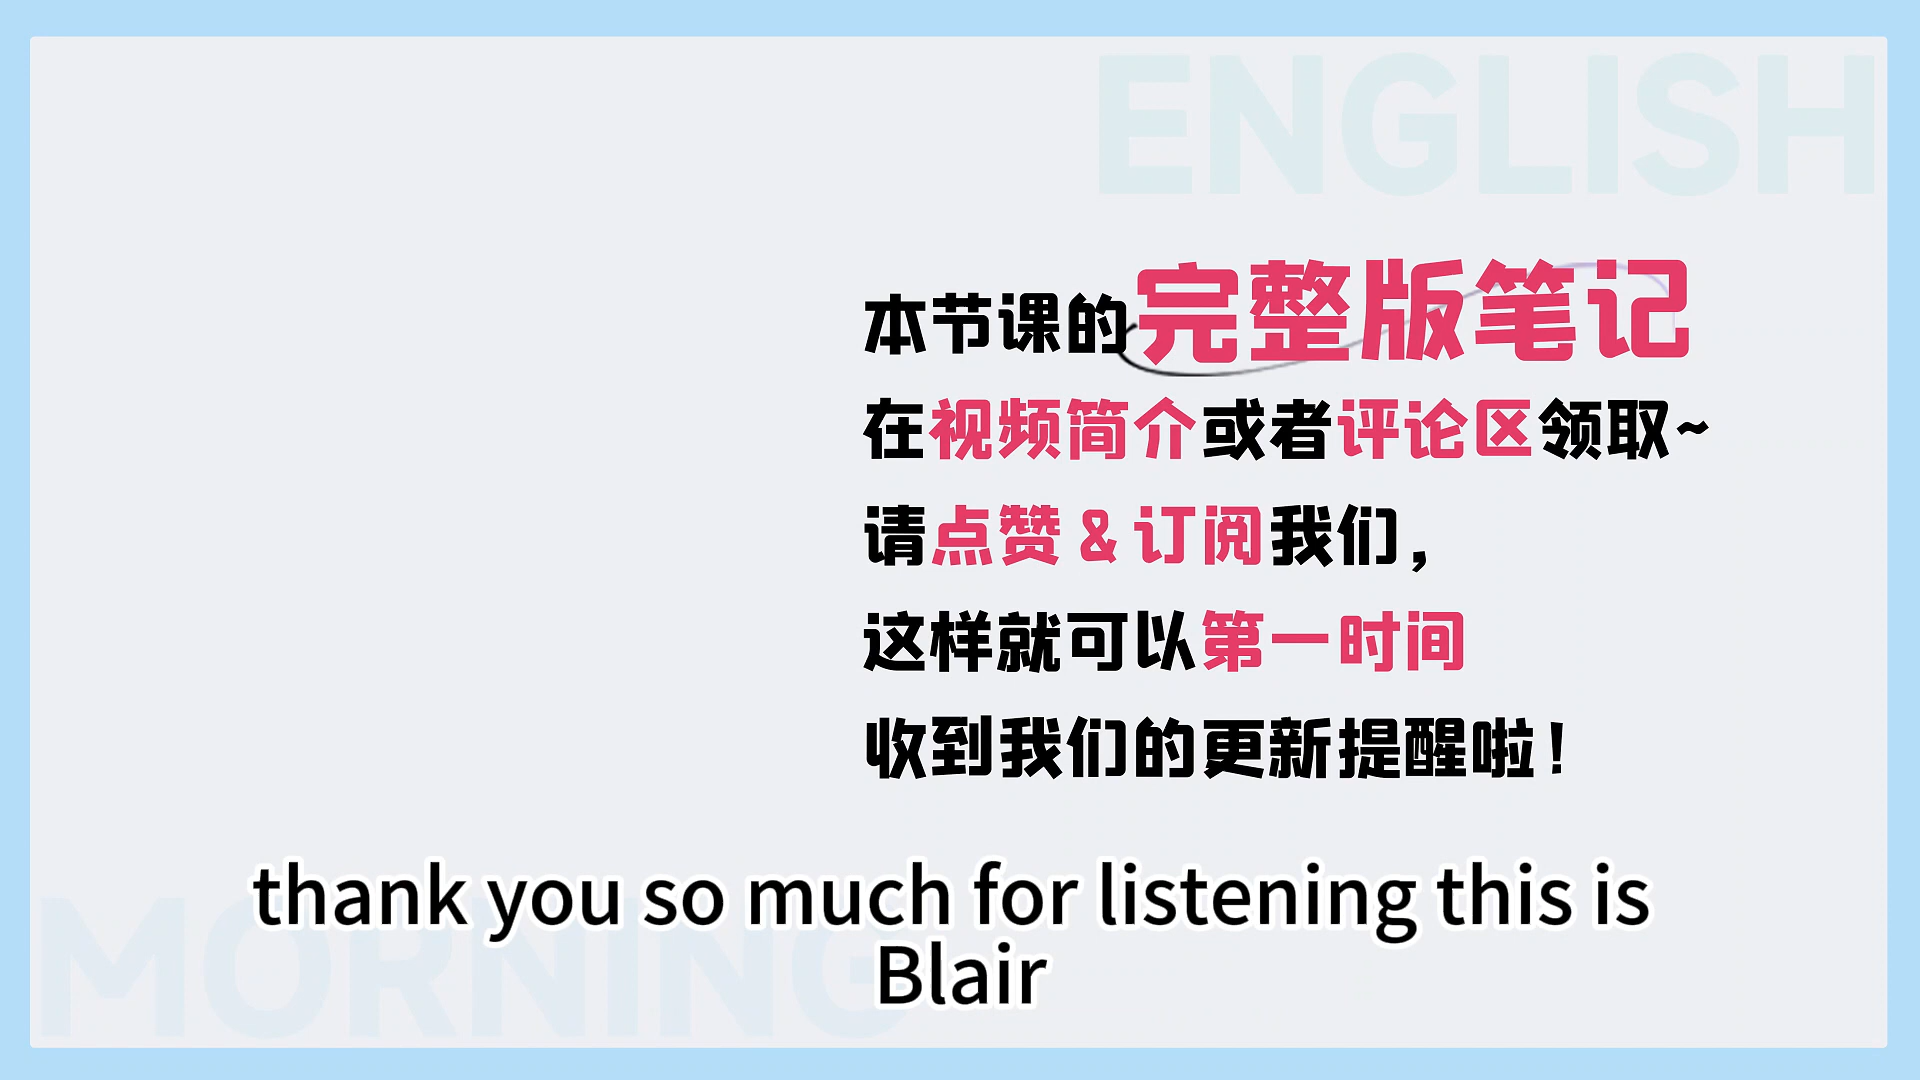 ENGLISH
本节课的完整版笔记
在视频简介或者评论区领取~
请点赞&订阅我们，
这样就可以第一时间
收到我们的更新提醒啦！
thank you so much for listening this is
Blair
MORNING